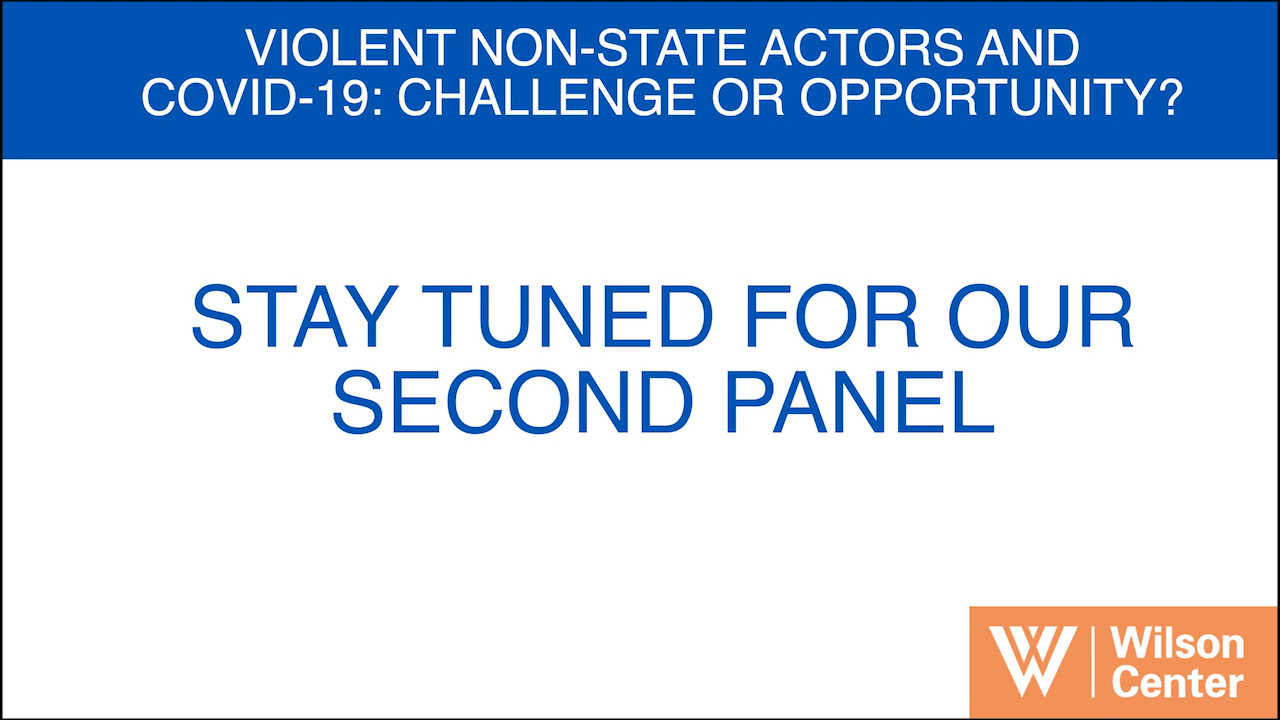 VIOLENT NON-STATE ACTORS AND
COVID-19: CHALLENGE OR OPPORTUNITY?
STAY TUNED FOR OUR
SECOND PANEL
Wilson
Center